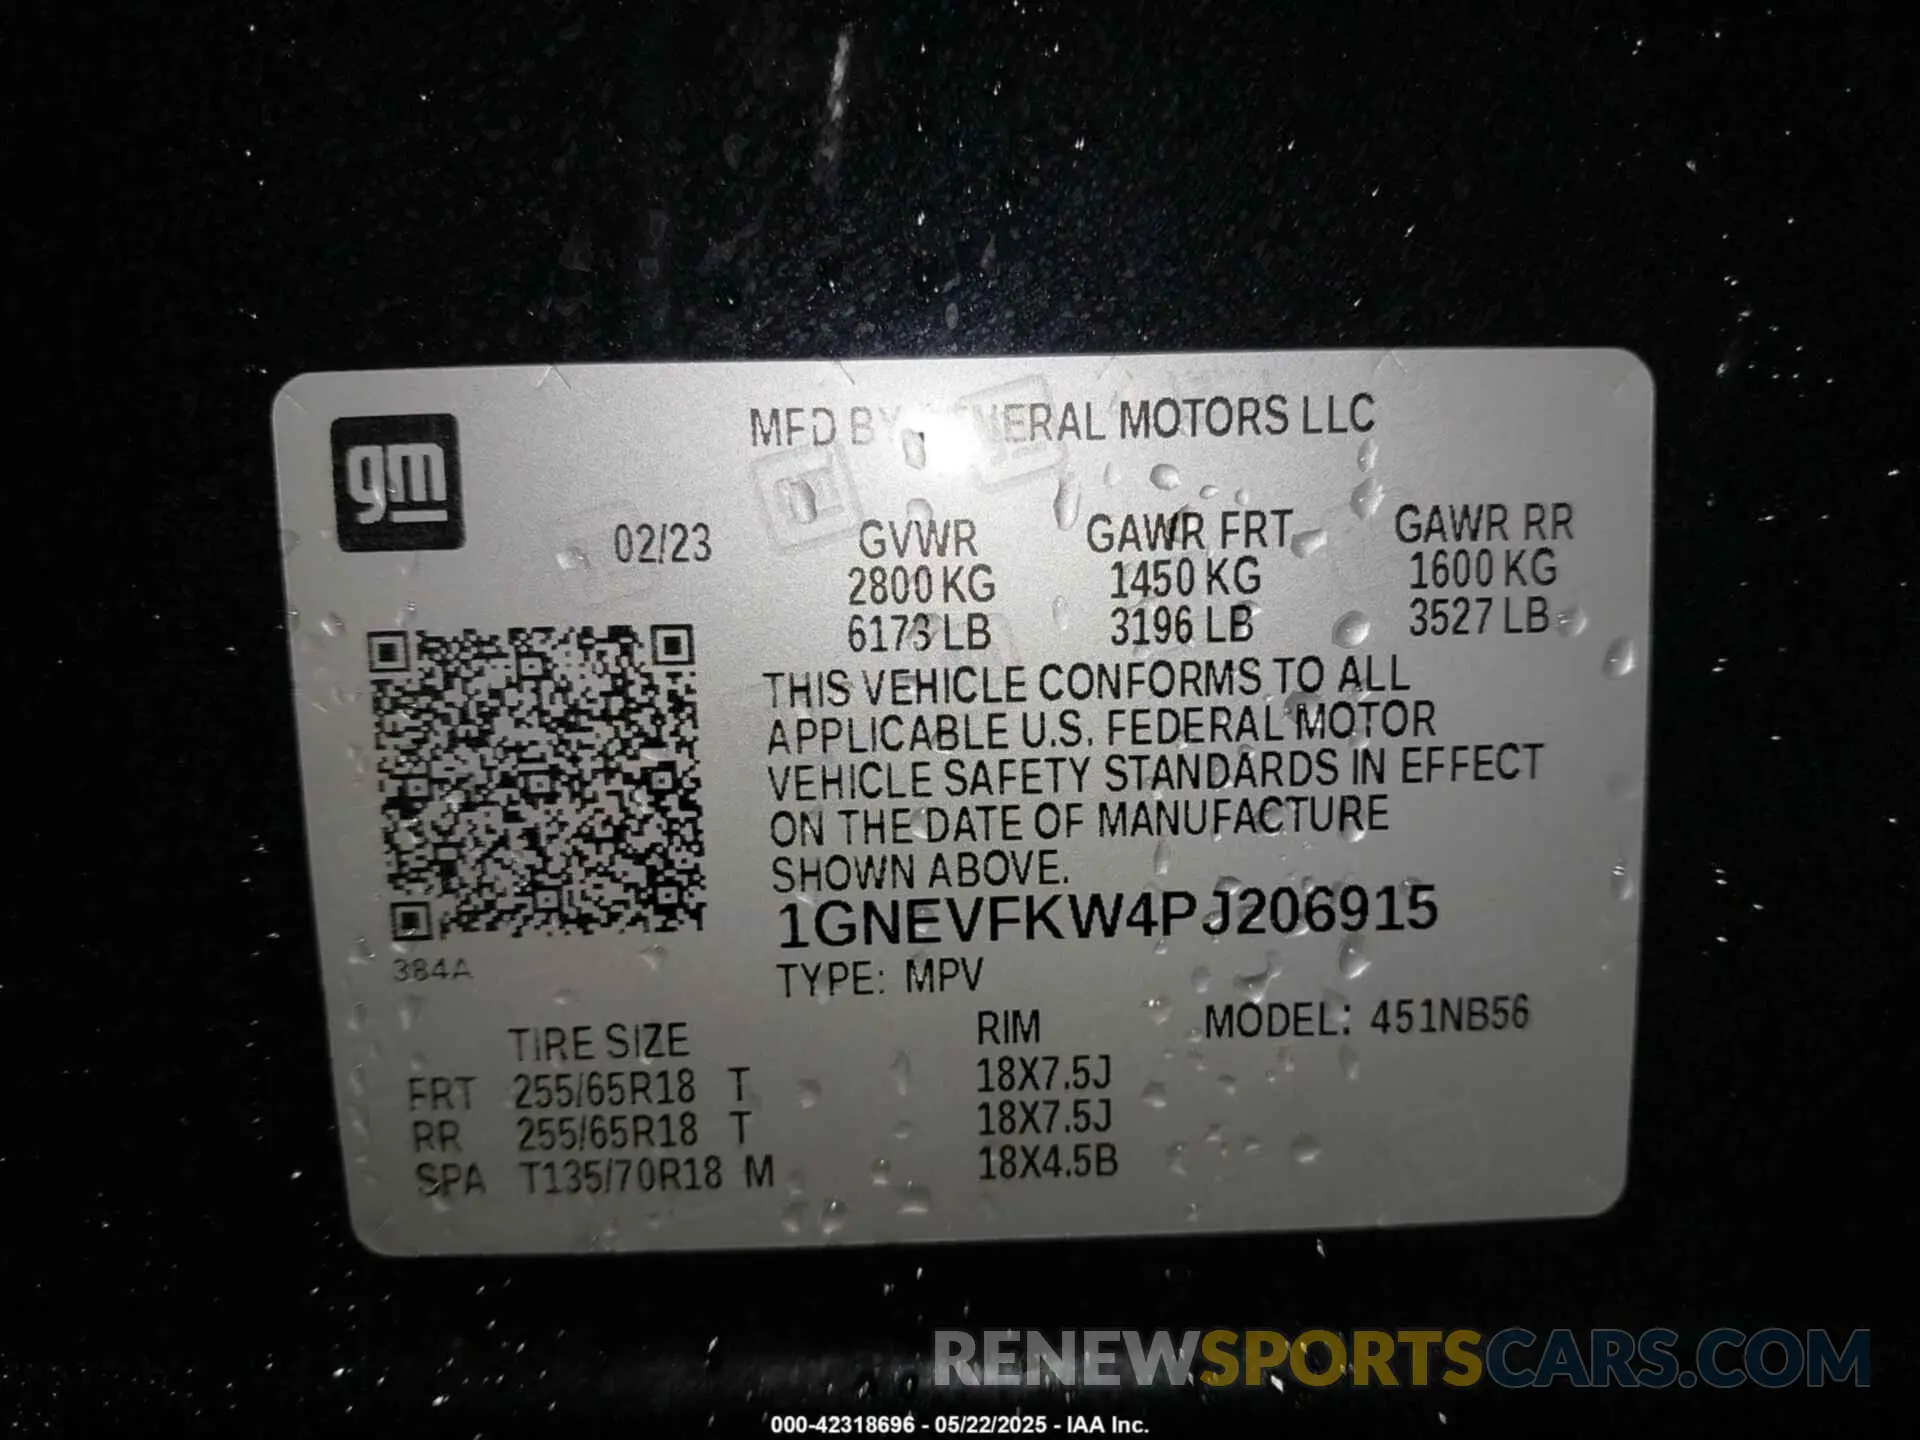 MFD BY GENERAL MOTORS LLC
gm
02/23
GVWR GAWR FRT GAWR RR
2800 KG 1450 KG 1600 KG
6173 LB 3196 LB 3527 LB
THIS VEHICLE CONFORMS TO ALL
APPLICABLE U.S. FEDERAL MOTOR
VEHICLE SAFETY STANDARDS IN EFFECT
ON THE DATE OF MANUFACTURE
SHOWN ABOVE.
1GNEVFKW4PJ206915
384A
TYPE: MPV
TIRE SIZE RIM MODEL: 451NB56
FRT 255/65R18 T 18X7.5J
RR 255/65R18 T 18X7.5J
SPA T135/70R18 M 18X4.5B
RENEWSPORTSCARS.COM
000-42318696 - 05/22/2025 - IAA Inc.